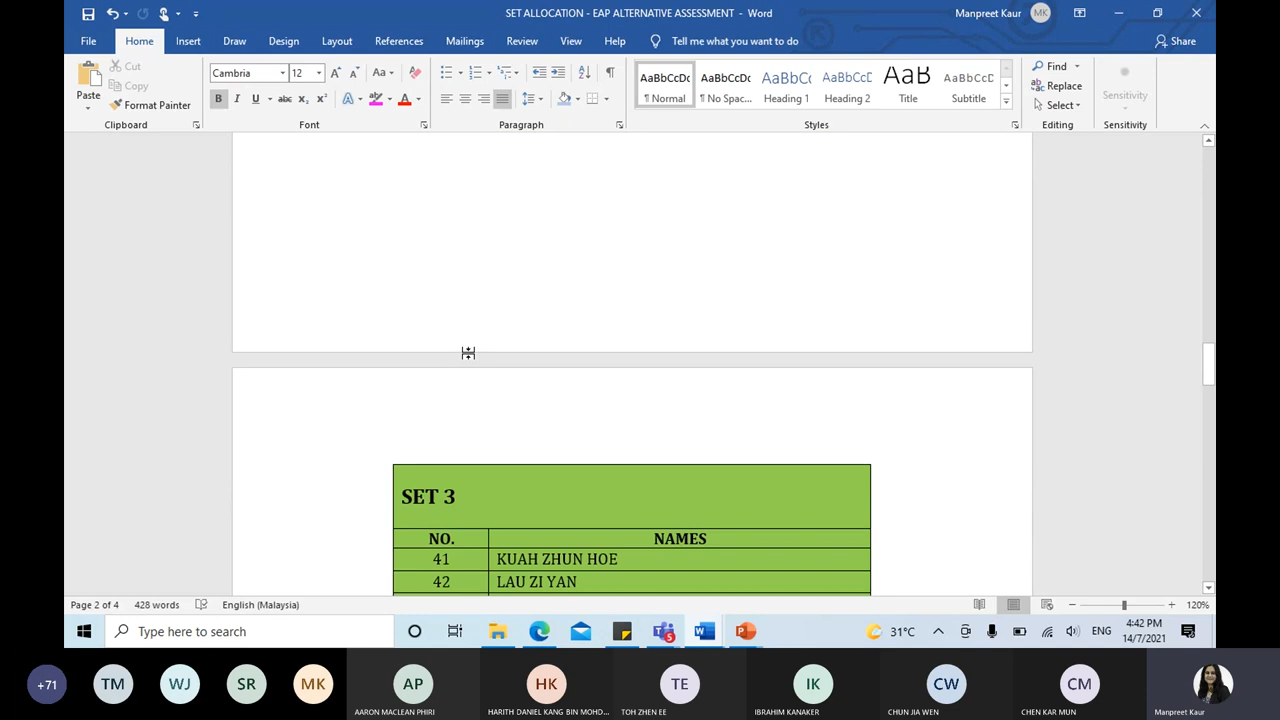 SET ALLOCATION - EAP ALTERNATIVE ASSESSMENT - Word
Manpreet Kaur MK
File Home Insert Draw Design Layout References Mailings Review View Help Tell me what you want to do Share
Paste
Cut
Copy
Format Painter
Clipboard
Cambria 12
Font
Paragraph
AaBbCcDc AaBbCcDc AaBbCc AaBbCcD AaB AaBbCcD
¶ Normal ¶ No Spac... Heading 1 Heading 2 Title Subtitle
Styles
Find
Replace
Select
Editing
Sensitivity
Sensitivity
SET 3
NO. NAMES
41 KUAH ZHUN HOE
42 LAU ZI YAN
Page 2 of 4 428 words English (Malaysia) 120%
Type here to search
5
31°C
ENG
4:42 PM
14/7/2021
+71 TM WJ SR MK AP HK TE IK CW CM
AARON MACLEAN PHIRI HARITH DANIEL KANG BIN MOHD... TOH ZHEN EE IBRAHIM KANAKER CHUN JIA WEN CHEN KAR MUN Manpreet Kaur